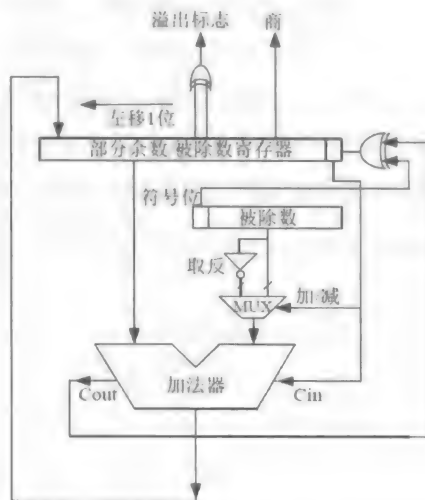 溢出标志 商
左移1位
部分余数 被除数寄存器
符号位
被除数
取反
MUX
加/减
加法器
Cout
Cin